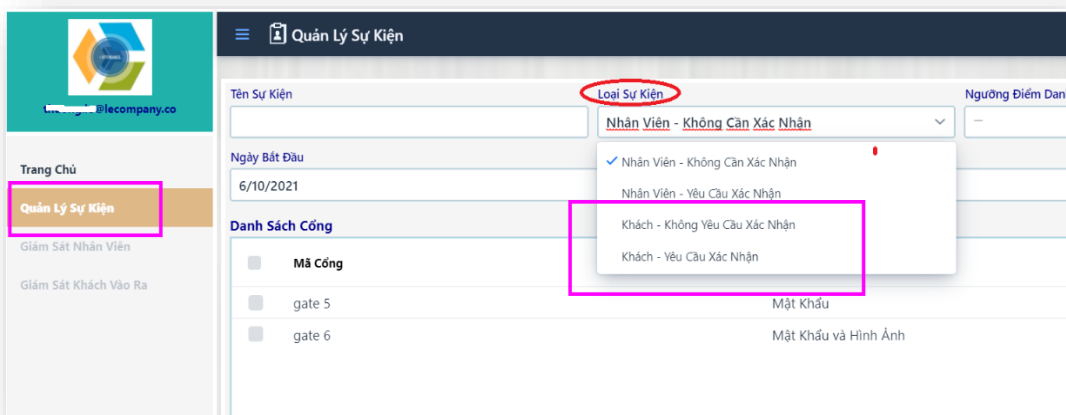 Quản Lý Sự Kiện
@lecompany.co
Tên Sự Kiện
Loại Sự Kiện
Ngưỡng Điểm Danh
Nhân Viên - Không Cần Xác Nhận
—
Trang Chủ
Ngày Bắt Đầu
Nhân Viên - Không Cần Xác Nhận
6/10/2021
Nhân Viên - Yêu Cầu Xác Nhận
Quản Lý Sự Kiện
Danh Sách Cổng
Khách - Không Yêu Cầu Xác Nhận
Giám Sát Nhân Viên
Khách - Yêu Cầu Xác Nhận
Mã Cổng
Giám Sát Khách Vào Ra
gate 5
Mật Khẩu
gate 6
Mật Khẩu và Hình Ảnh